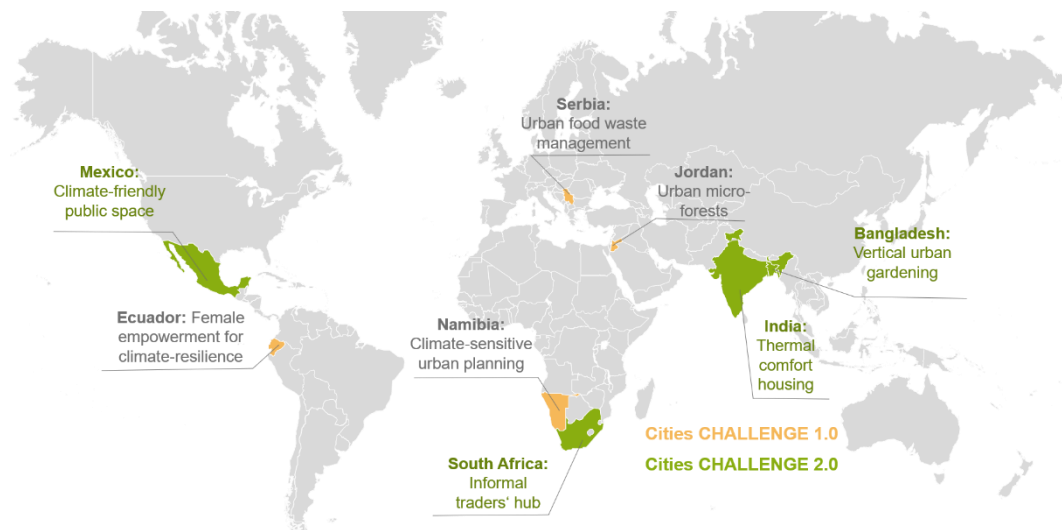 Serbia:
Urban food waste
management
Mexico:
Climate-friendly
public space
Jordan:
Urban micro-
forests
Bangladesh:
Vertical urban
gardening
Ecuador: Female
empowerment for
climate-resilience
Namibia:
Climate-sensitive
urban planning
India:
Thermal
comfort
housing
Cities CHALLENGE 1.0
Cities CHALLENGE 2.0
South Africa:
Informal
traders‘ hub